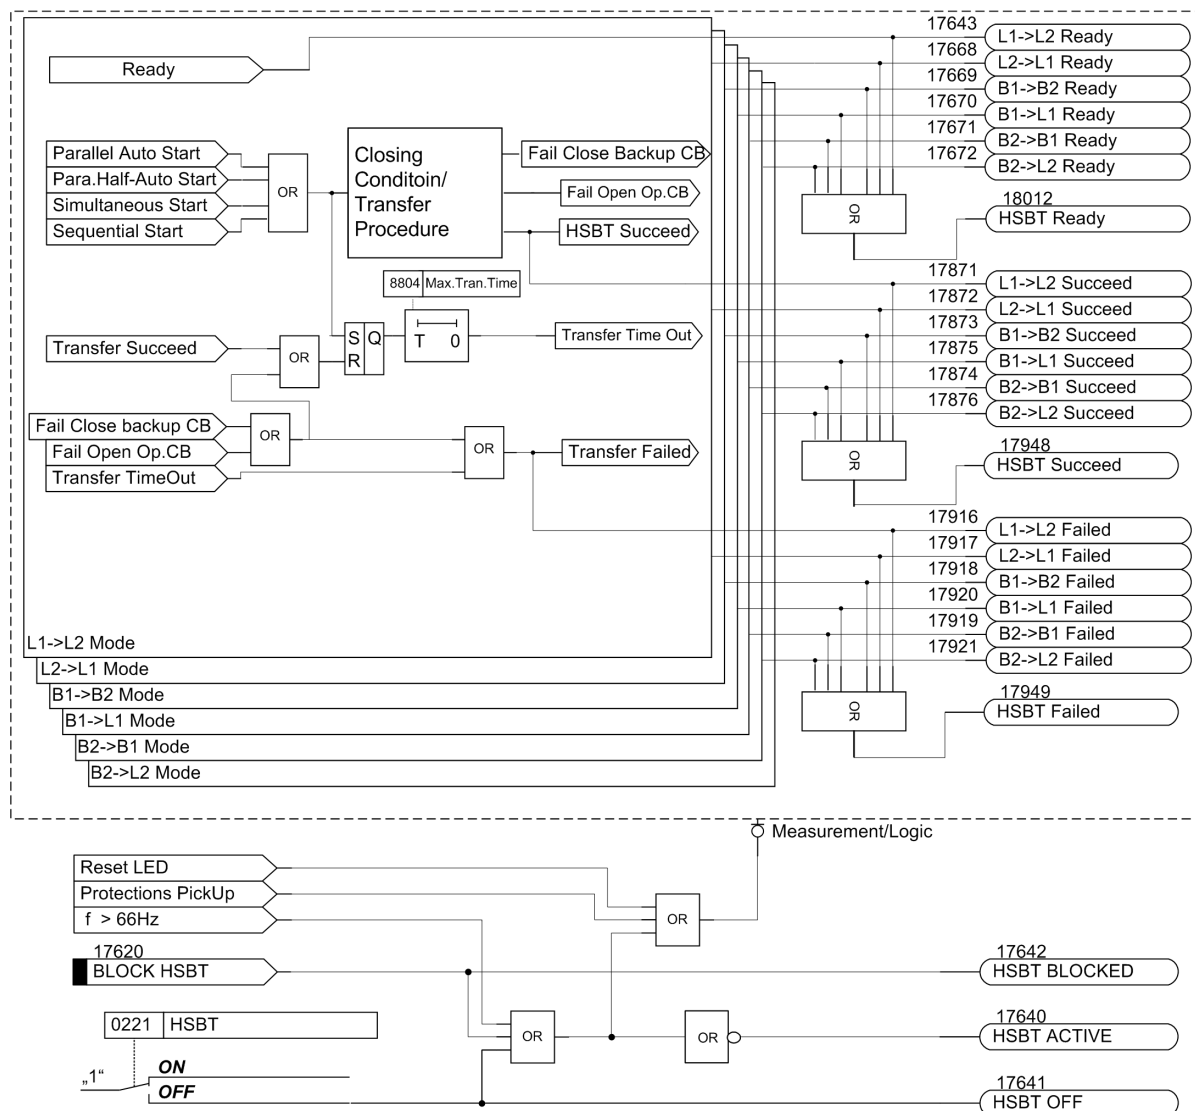 Ready
Parallel Auto Start
Para.Half-Auto Start
Simultaneous Start
Sequential Start
OR
Closing
Conditoin/
Transfer
Procedure
Fail Close Backup CB
Fail Open Op.CB
HSBT Succeed
8804 Max.Tran.Time
Transfer Succeed
OR
S Q
R
T 0
Transfer Time Out
Fail Close backup CB
Fail Open Op.CB
Transfer TimeOut
OR
OR
Transfer Failed
L1->L2 Mode
L2->L1 Mode
B1->B2 Mode
B1->L1 Mode
B2->B1 Mode
B2->L2 Mode
17643
L1->L2 Ready
17668
L2->L1 Ready
17669
B1->B2 Ready
17670
B1->L1 Ready
17671
B2->B1 Ready
17672
B2->L2 Ready
OR
18012
HSBT Ready
17871
L1->L2 Succeed
17872
L2->L1 Succeed
17873
B1->B2 Succeed
17875
B1->L1 Succeed
17874
B2->B1 Succeed
17876
B2->L2 Succeed
OR
17948
HSBT Succeed
17916
L1->L2 Failed
17917
L2->L1 Failed
17918
B1->B2 Failed
17920
B1->L1 Failed
17919
B2->B1 Failed
17921
B2->L2 Failed
OR
17949
HSBT Failed
Measurement/Logic
Reset LED
Protections PickUp
f > 66Hz
OR
17620
BLOCK HSBT
17642
HSBT BLOCKED
0221 HSBT
OR
OR
17640
HSBT ACTIVE
„1“
ON
OFF
17641
HSBT OFF